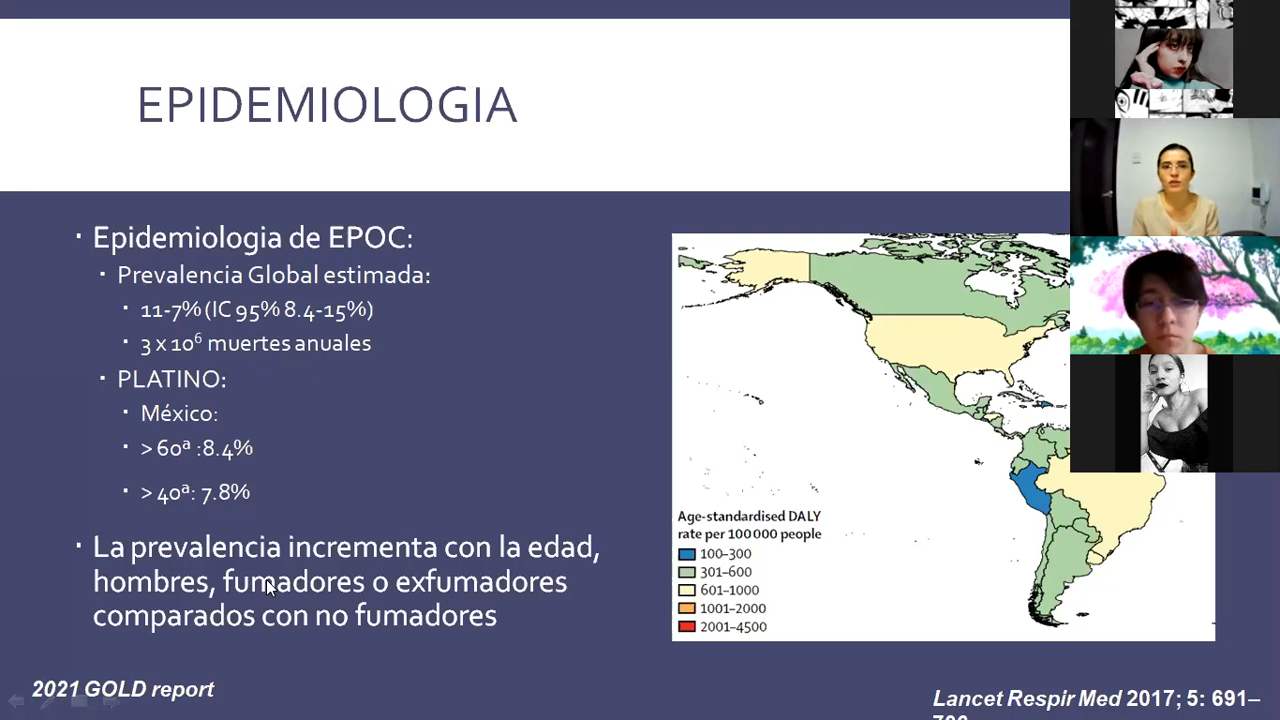 EPIDEMIOLOGIA
Epidemiologia de EPOC:
Prevalencia Global estimada:
11-7% (IC 95% 8.4-15%)
3 x 10⁶ muertes anuales
PLATINO:
México:
> 60ª :8.4%
> 40ª: 7.8%
La prevalencia incrementa con la edad,
hombres, fumadores o exfumadores
comparados con no fumadores
Age-standardised DALY
rate per 100 000 people
100–300
301–600
601–1000
1001–2000
2001–4500
2021 GOLD report
Lancet Respir Med 2017; 5: 691–